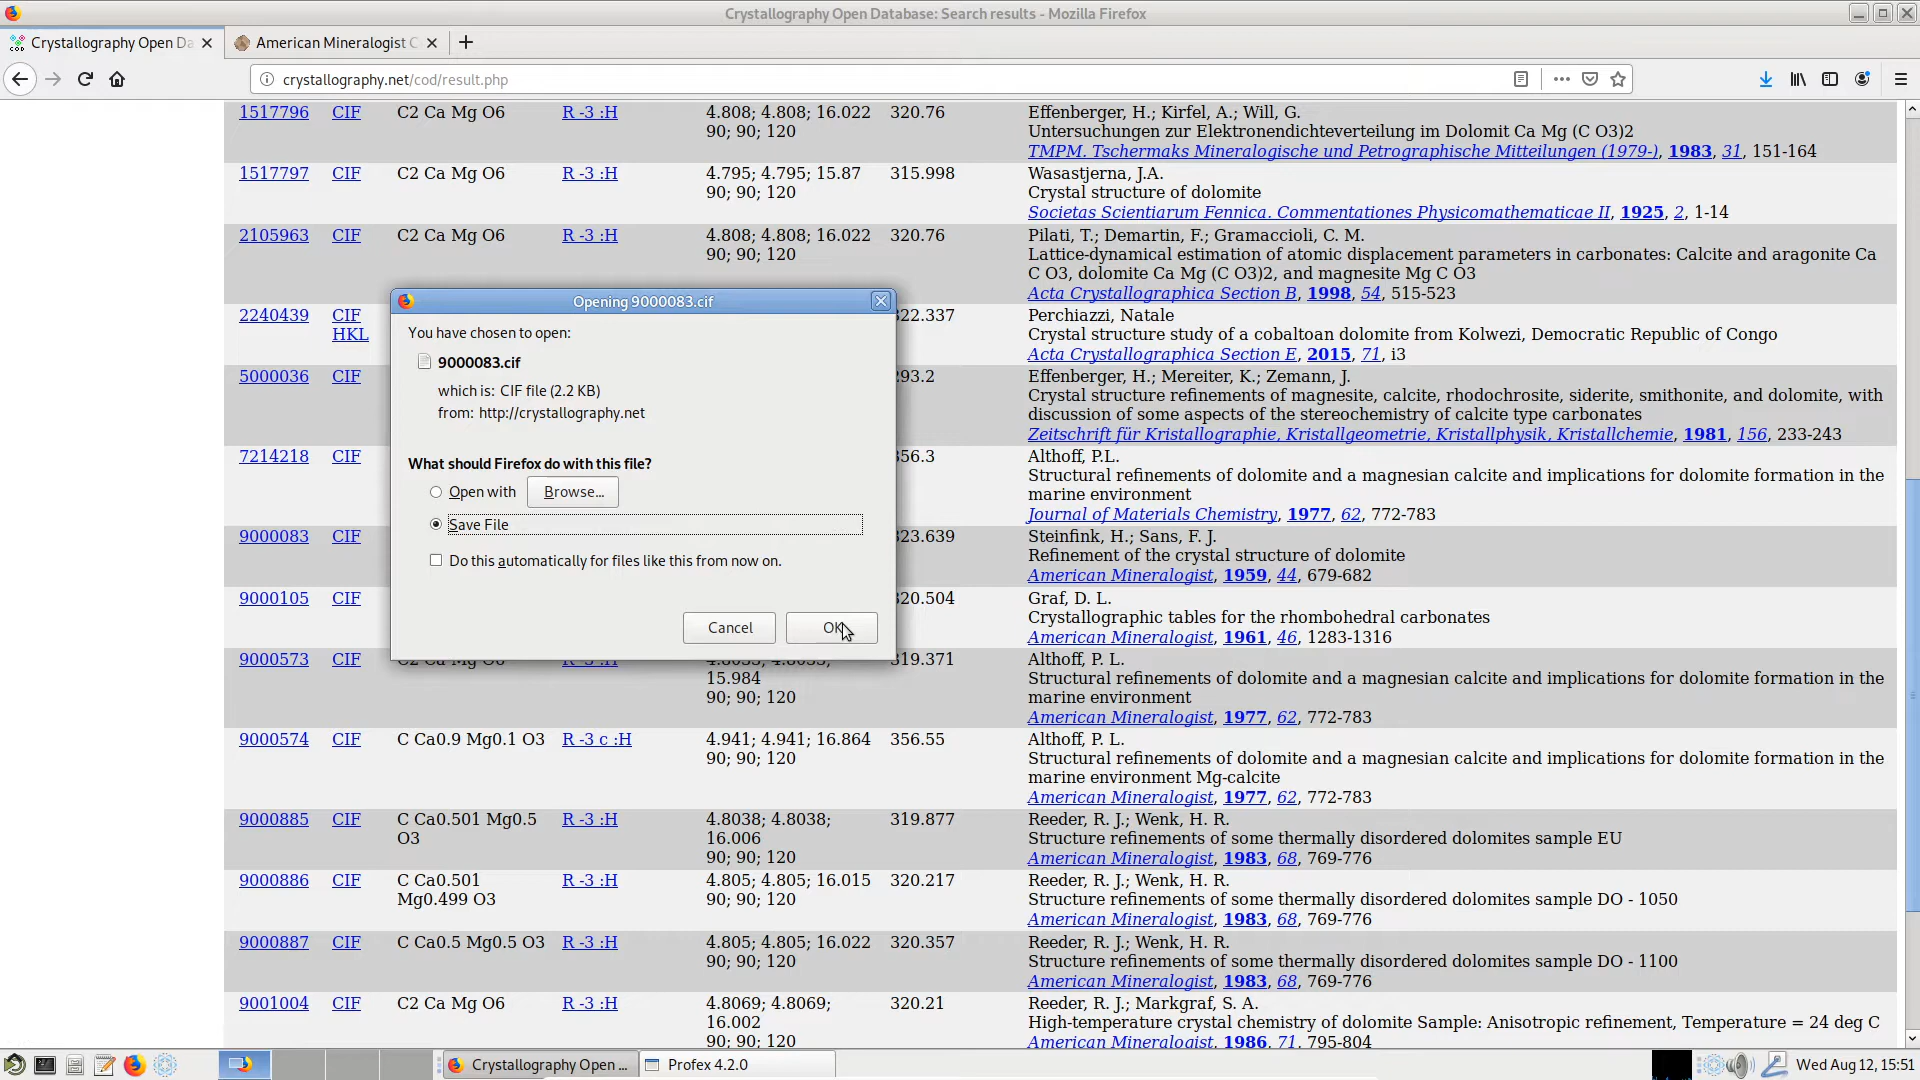 Crystallography Open Database: Search results - Mozilla Firefox
Crystallography Open Da
American Mineralogist C
crystallography.net/cod/result.php
1517796 CIF C2 Ca Mg O6 R -3 :H 4.808; 4.808; 16.022 320.76 Effenberger, H.; Kirfel, A.; Will, G.
90; 90; 120 Untersuchungen zur Elektronendichteverteilung im Dolomit Ca Mg (C O3)2
TMPM. Tschermaks Mineralogische und Petrographische Mitteilungen (1979-), 1983, 31, 151-164
1517797 CIF C2 Ca Mg O6 R -3 :H 4.795; 4.795; 15.87 315.998 Wasastjerna, J.A.
90; 90; 120 Crystal structure of dolomite
Societas Scientiarum Fennica. Commentationes Physicomathematicae II, 1925, 2, 1-14
2105963 CIF C2 Ca Mg O6 R -3 :H 4.808; 4.808; 16.022 320.76 Pilati, T.; Demartin, F.; Gramaccioli, C. M.
90; 90; 120 Lattice-dynamical estimation of atomic displacement parameters in carbonates: Calcite and aragonite Ca
C O3, dolomite Ca Mg (C O3)2, and magnesite Mg C O3
Acta Crystallographica Section B, 1998, 54, 515-523
2240439 CIF 322.337 Perchiazzi, Natale
HKL Crystal structure study of a cobaltoan dolomite from Kolwezi, Democratic Republic of Congo
Acta Crystallographica Section E, 2015, 71, i3
5000036 CIF 293.2 Effenberger, H.; Mereiter, K.; Zemann, J.
Crystal structure refinements of magnesite, calcite, rhodochrosite, siderite, smithonite, and dolomite, with
discussion of some aspects of the stereochemistry of calcite type carbonates
Zeitschrift für Kristallographie, Kristallgeometrie, Kristallphysik, Kristallchemie, 1981, 156, 233-243
7214218 CIF 356.3 Althoff, P.L.
Structural refinements of dolomite and a magnesian calcite and implications for dolomite formation in the
marine environment
Journal of Materials Chemistry, 1977, 62, 772-783
9000083 CIF 323.639 Steinfink, H.; Sans, F. J.
Refinement of the crystal structure of dolomite
American Mineralogist, 1959, 44, 679-682
9000105 CIF 320.504 Graf, D. L.
Crystallographic tables for the rhombohedral carbonates
American Mineralogist, 1961, 46, 1283-1316
9000573 CIF C2 Ca Mg O6 R -3 :H 4.8033; 4.8033; 319.371 Althoff, P. L.
15.984 Structural refinements of dolomite and a magnesian calcite and implications for dolomite formation in the
90; 90; 120 marine environment
American Mineralogist, 1977, 62, 772-783
9000574 CIF C Ca0.9 Mg0.1 O3 R -3 c :H 4.941; 4.941; 16.864 356.55 Althoff, P. L.
90; 90; 120 Structural refinements of dolomite and a magnesian calcite and implications for dolomite formation in the
marine environment Mg-calcite
American Mineralogist, 1977, 62, 772-783
9000885 CIF C Ca0.501 Mg0.5 R -3 :H 4.8038; 4.8038; 319.877 Reeder, R. J.; Wenk, H. R.
O3 16.006 Structure refinements of some thermally disordered dolomites sample EU
90; 90; 120 American Mineralogist, 1983, 68, 769-776
9000886 CIF C Ca0.501 R -3 :H 4.805; 4.805; 16.015 320.217 Reeder, R. J.; Wenk, H. R.
Mg0.499 O3 90; 90; 120 Structure refinements of some thermally disordered dolomites sample DO - 1050
American Mineralogist, 1983, 68, 769-776
9000887 CIF C Ca0.5 Mg0.5 O3 R -3 :H 4.805; 4.805; 16.022 320.357 Reeder, R. J.; Wenk, H. R.
90; 90; 120 Structure refinements of some thermally disordered dolomites sample DO - 1100
American Mineralogist, 1983, 68, 769-776
9001004 CIF C2 Ca Mg O6 R -3 :H 4.8069; 4.8069; 320.21 Reeder, R. J.; Markgraf, S. A.
16.002 High-temperature crystal chemistry of dolomite Sample: Anisotropic refinement, Temperature = 24 deg C
90; 90; 120 American Mineralogist, 1986, 71, 795-804
Opening 9000083.cif
You have chosen to open:
9000083.cif
which is: CIF file (2.2 KB)
from: http://crystallography.net
What should Firefox do with this file?
Open with Browse...
Save File
Do this automatically for files like this from now on.
Cancel OK
Crystallography Open ... Profex 4.2.0 Wed Aug 12, 15:51